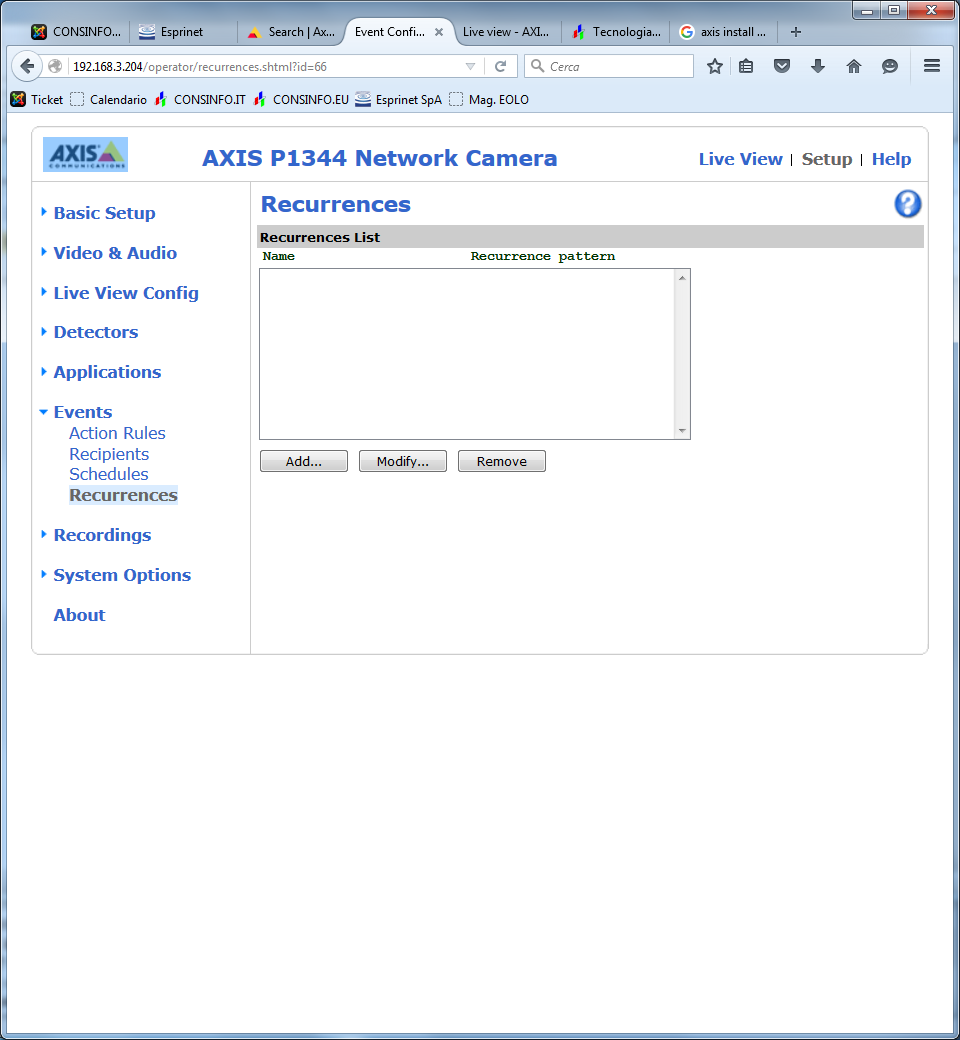 CONSINFO...
Esprinet
Search | Ax...
Event Confi...
Live view - AXI...
Tecnologia...
axis install ...
192.168.3.204/operator/recurrences.shtml?id=66
Cerca
Ticket
Calendario
CONSINFO.IT
CONSINFO.EU
Esprinet SpA
Mag. EOLO
AXIS
COMMUNICATIONS
AXIS P1344 Network Camera
Live View | Setup | Help
Basic Setup
Video & Audio
Live View Config
Detectors
Applications
Events
Action Rules
Recipients
Schedules
Recurrences
Recordings
System Options
About
Recurrences
Recurrences List
Name Recurrence pattern
Add... Modify... Remove